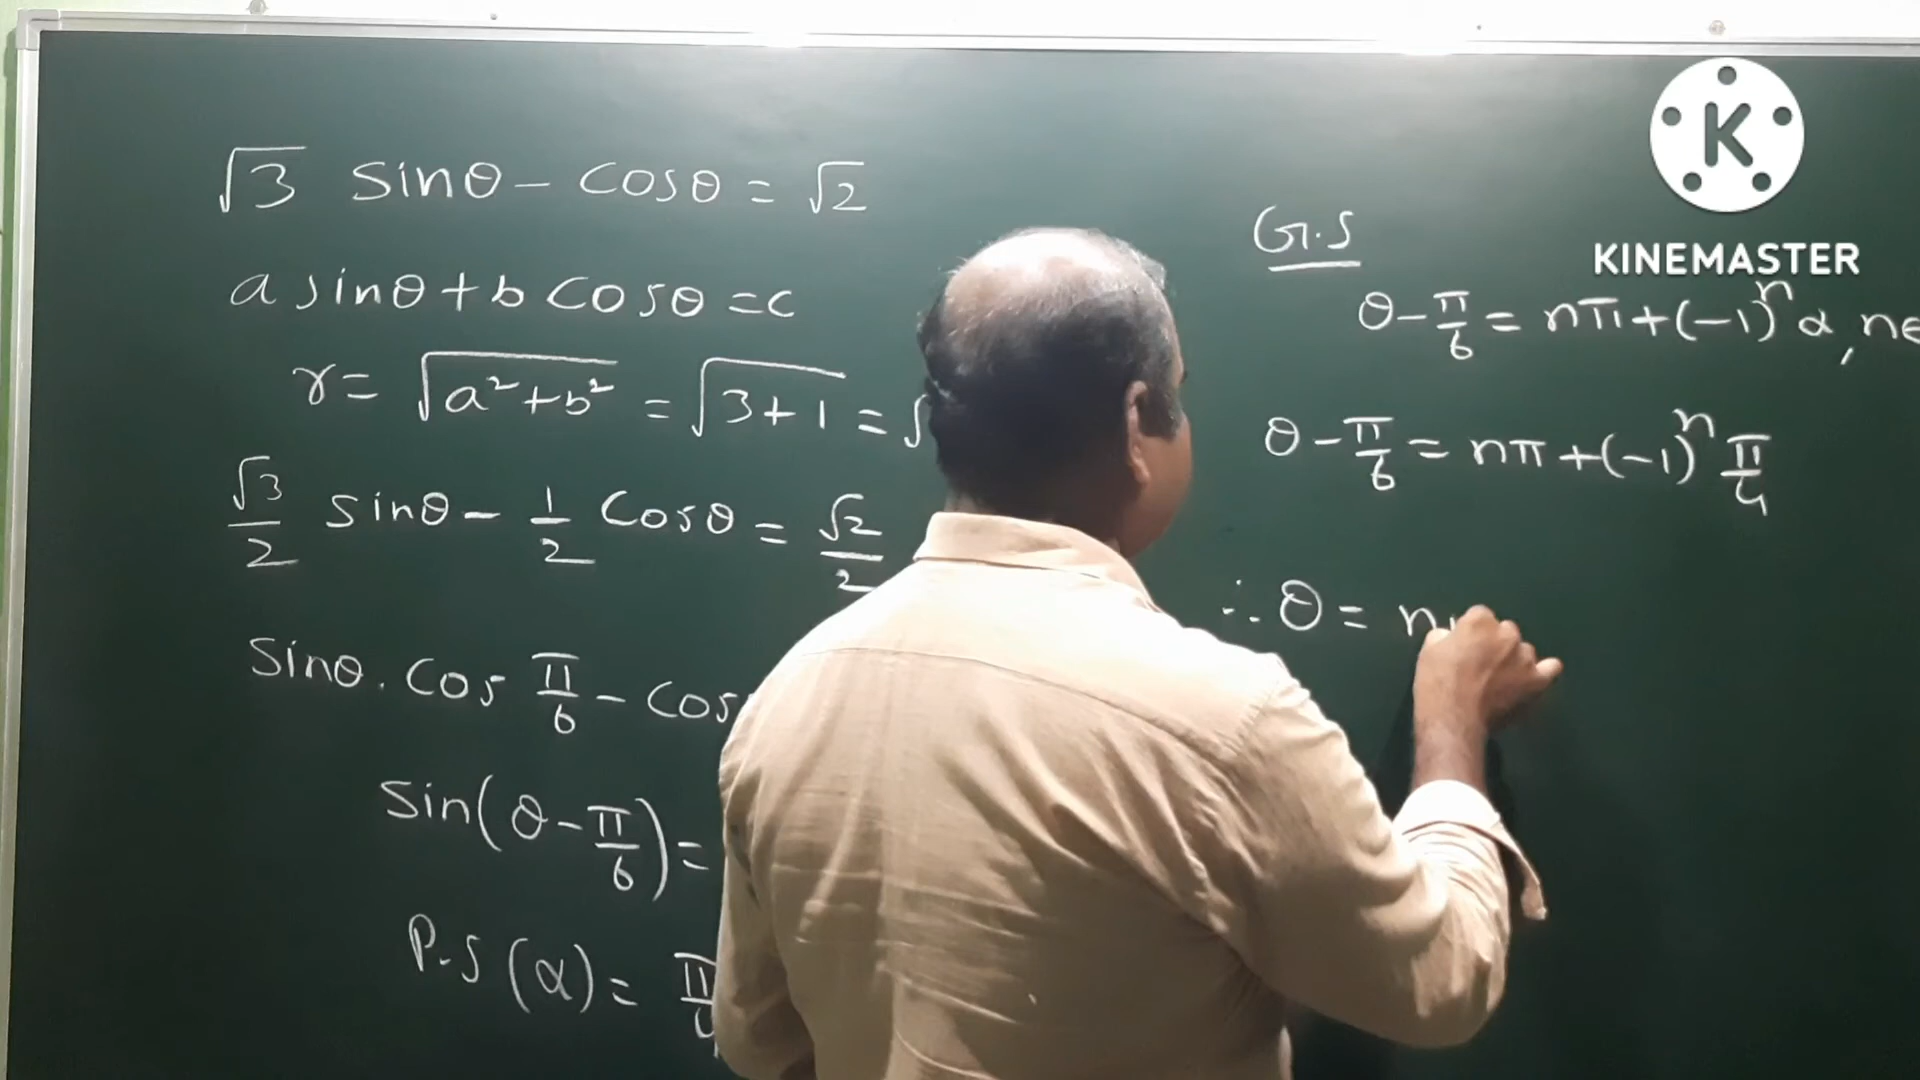 √3 sinθ - cosθ = √2
a sinθ + b cosθ = c
r = √a²+b² = √3+1 = √
√3/2 sinθ - 1/2 cosθ = √2/2
sinθ . cos π/6 - cos
sin(θ - π/6) =
P.S (α) = π/4
G.S
θ - π/6 = nπ + (-1)ⁿ α, n∈
θ - π/6 = nπ + (-1)ⁿ π/4
∴ θ = n
K
KINEMASTER